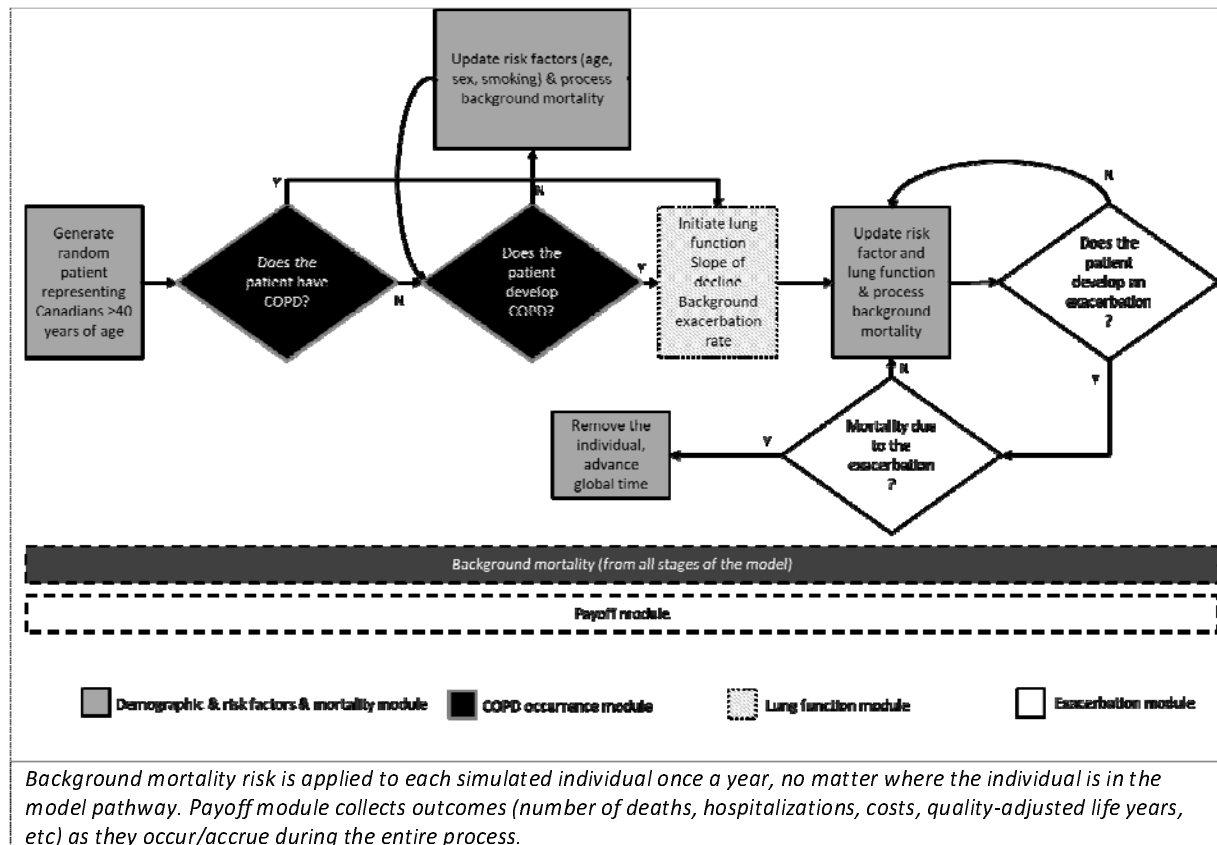 Update risk factors (age,
sex, smoking) & process
background mortality
Y
N
Generate
random
patient
representing
Canadians >40
years of age
Does the
patient have
COPD?
N
Does the
patient
develop
COPD?
Y
Initiate lung
function
Slope of
decline
Background
exacerbation
rate
Update risk
factor and
lung function
& process
background
mortality
N
Does the
patient
develop an
exacerbation
?
Y
N
Mortality due
to the
exacerbation
?
Y
Remove the
individual,
advance
global time
Background mortality (from all stages of the model)
Payoff module
Demographic & risk factors & mortality module
COPD occurrence module
Lung function module
Exacerbation module
Background mortality risk is applied to each simulated individual once a year, no matter where the individual is in the
model pathway. Payoff module collects outcomes (number of deaths, hospitalizations, costs, quality-adjusted life years,
etc) as they occur/accrue during the entire process.